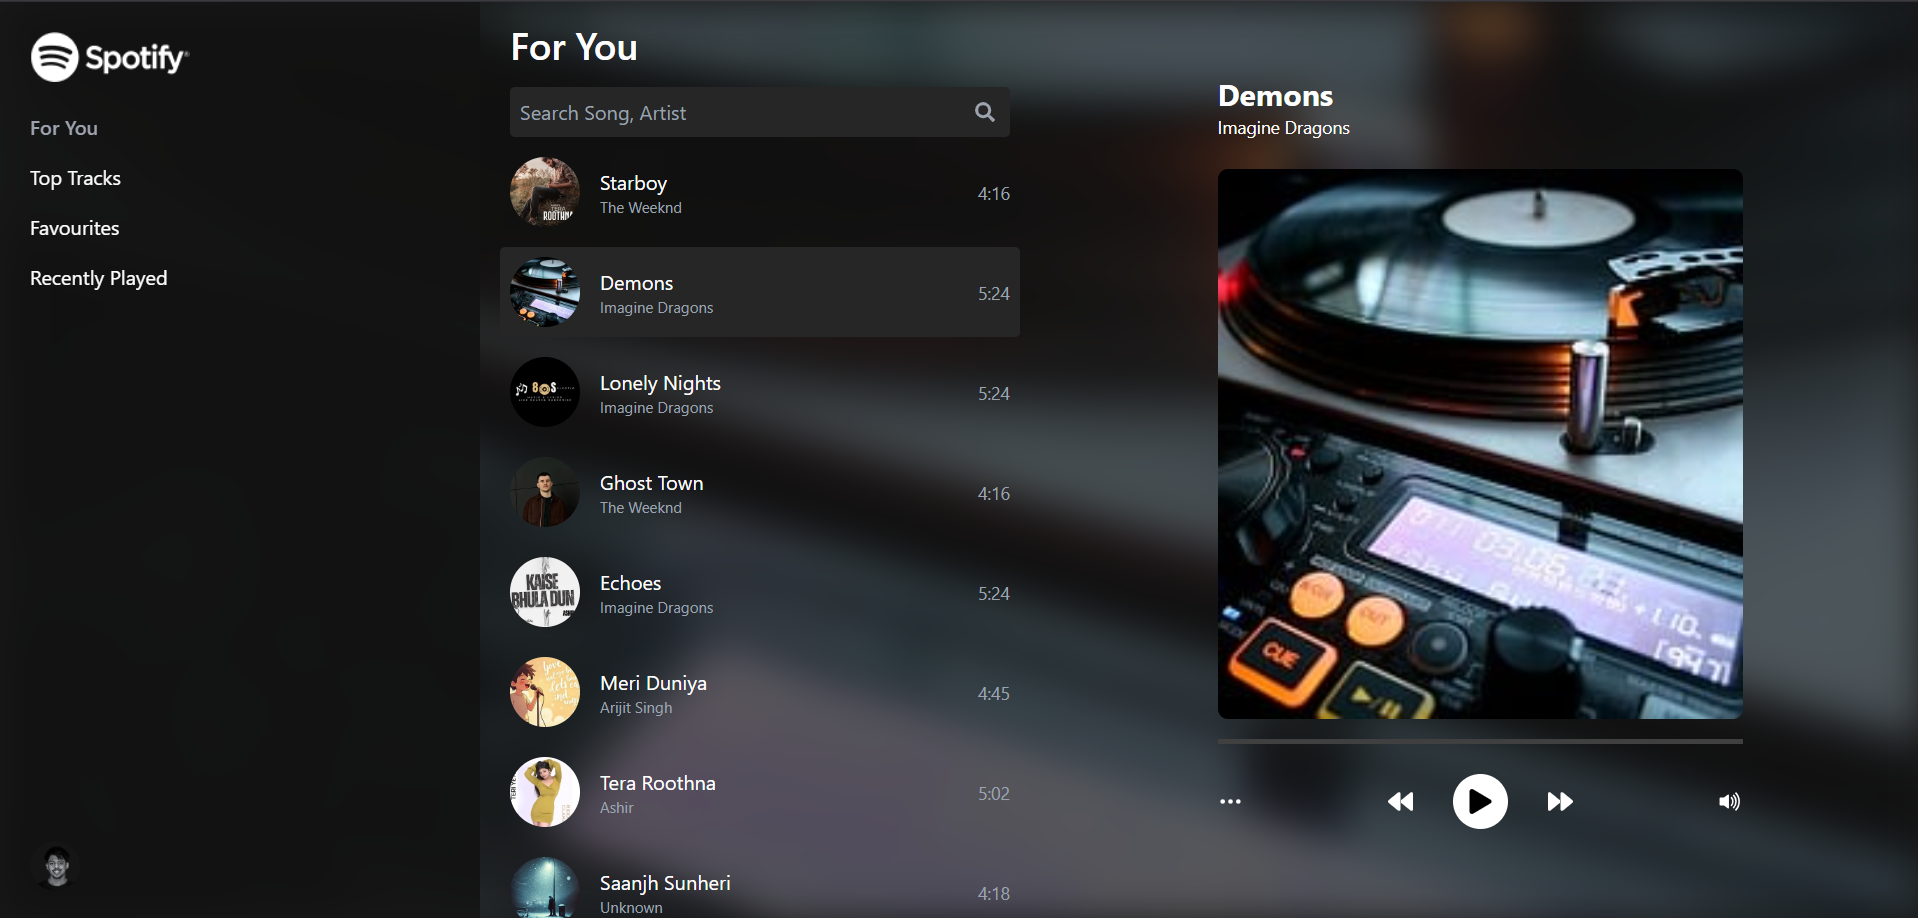 Spotify®
For You
Top Tracks
Favourites
Recently Played
For You
Search Song, Artist
Starboy
The Weeknd
4:16
Demons
Imagine Dragons
5:24
Lonely Nights
Imagine Dragons
5:24
80S
Ghost Town
The Weeknd
4:16
Echoes
Imagine Dragons
5:24
KAISE
BHULA DUN
Meri Duniya
Arijit Singh
4:45
Tera Roothna
Ashir
5:02
Saanjh Sunheri
Unknown
4:18
Demons
Imagine Dragons
OUT
CUE